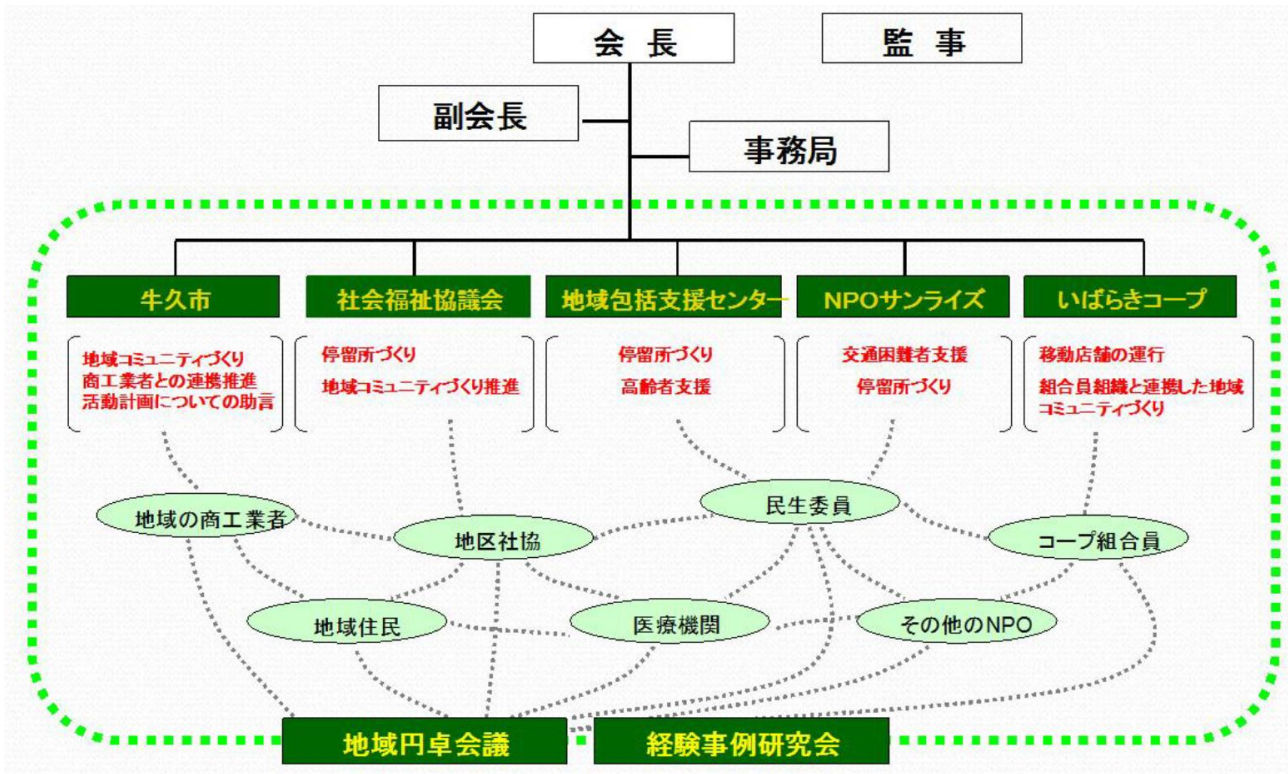 会 長
監 事
副会長
事務局
牛久市
社会福祉協議会
地域包括支援センター
NPOサンライズ
いばらきコープ
地域コミュニティづくり
商工業者との連携推進
活動計画についての助言
停留所づくり
地域コミュニティづくり推進
停留所づくり
高齢者支援
交通困難者支援
停留所づくり
移動店舗の運行
組合員組織と連携した地域
コミュニティづくり
地域の商工業者
地区社協
民生委員
コープ組合員
地域住民
医療機関
その他のNPO
地域円卓会議
経験事例研究会